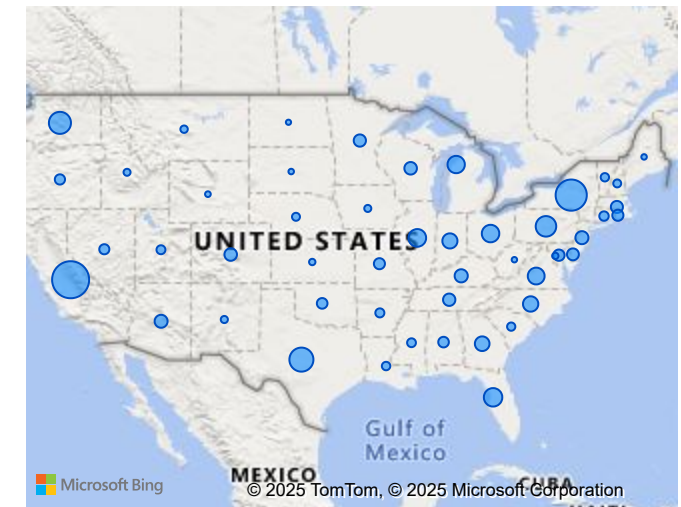 UNITED STATES
Gulf of
Mexico
MEXICO
CUBA
Microsoft Bing
© 2025 TomTom, © 2025 Microsoft Corporation